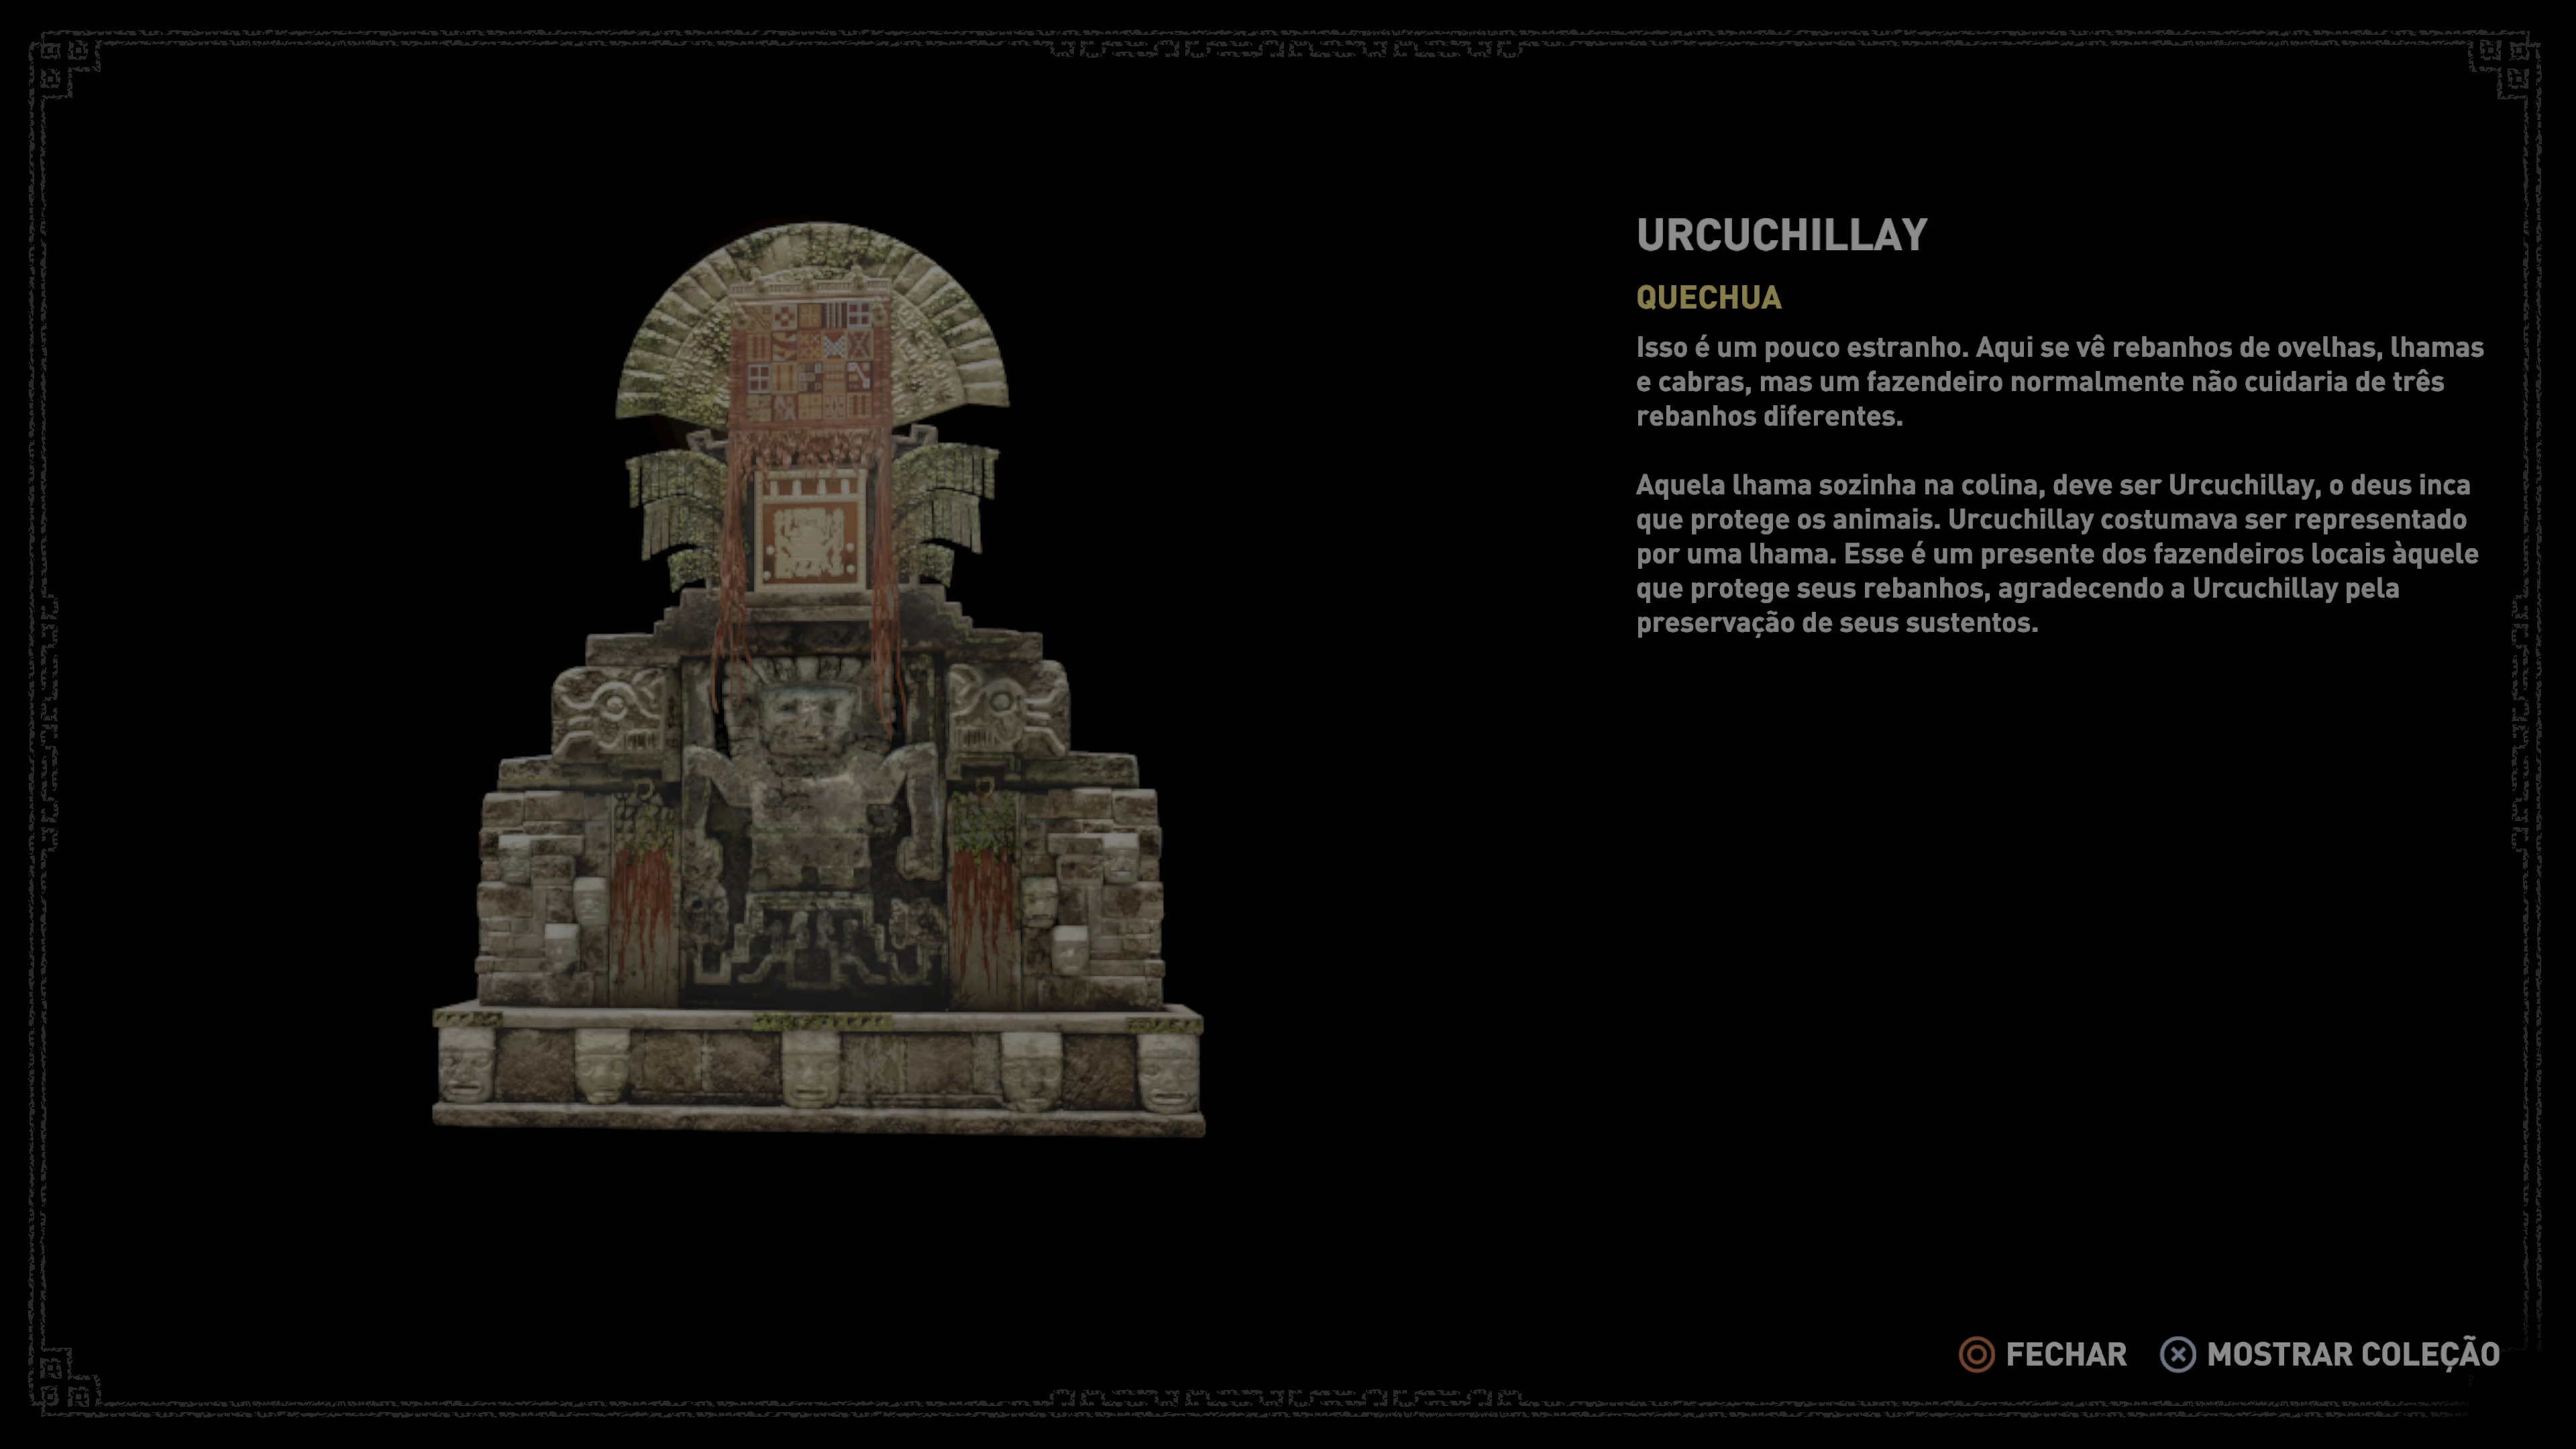 URCUCHILLAY
QUECHUA
Isso é um pouco estranho. Aqui se vê rebanhos de ovelhas, lhamas
e cabras, mas um fazendeiro normalmente não cuidaria de três
rebanhos diferentes.
Aquela lhama sozinha na colina, deve ser Urcuchillay, o deus inca
que protege os animais. Urcuchillay costumava ser representado
por uma lhama. Esse é um presente dos fazendeiros locais àquele
que protege seus rebanhos, agradecendo a Urcuchillay pela
preservação de seus sustentos.
FECHAR MOSTRAR COLEÇÃO